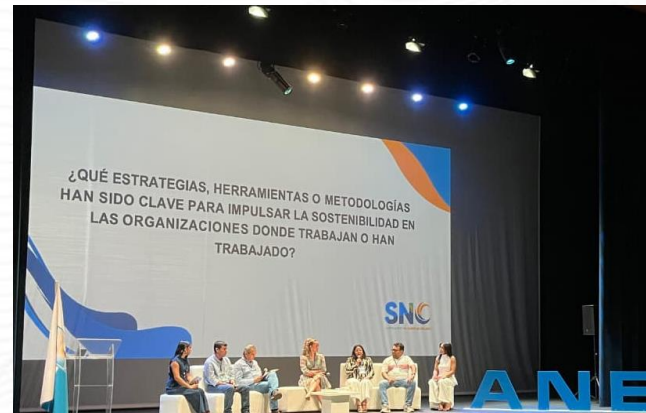 ¿QUÉ ESTRATEGIAS, HERRAMIENTAS O METODOLOGÍAS
HAN SIDO CLAVE PARA IMPULSAR LA SOSTENIBILIDAD EN
LAS ORGANIZACIONES DONDE TRABAJAN O HAN
TRABAJADO?
SNC
ANE